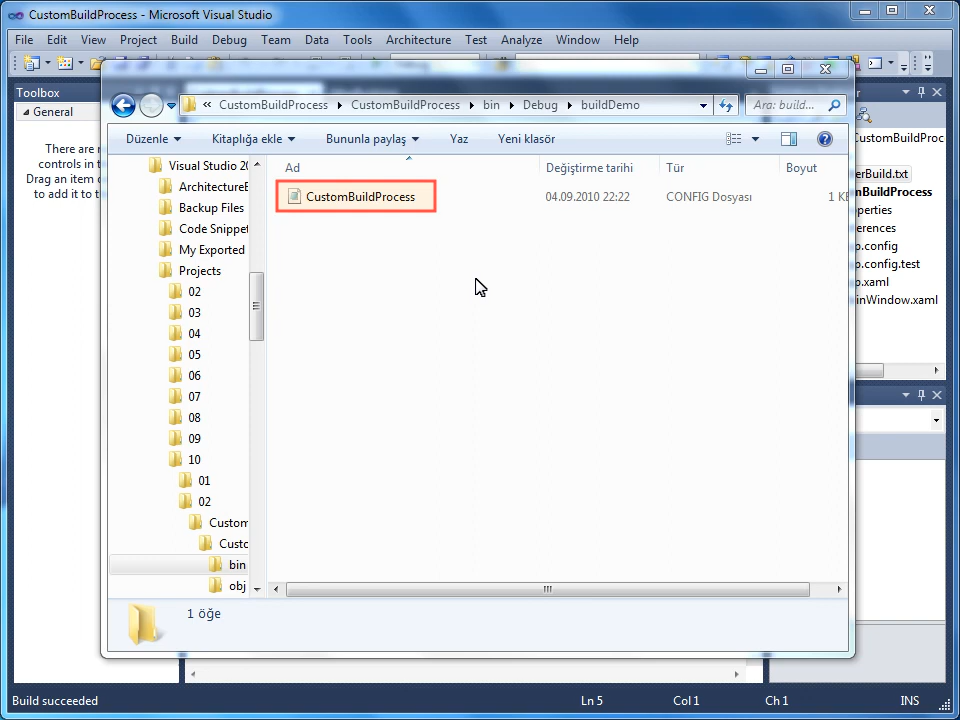 CustomBuildProcess - Microsoft Visual Studio
File Edit View Project Build Debug Team Data Tools Architecture Test Analyze Window Help
Toolbox
General
There are
controls in
Drag an item
to add it to
« CustomBuildProcess CustomBuildProcess bin Debug buildDemo
Ara: build...
Düzenle Kitaplığa ekle Bununla paylaş Yaz Yeni klasör
Visual Studio 20
Architecture
Backup Files
Code Snippet
My Exported
Projects
02
03
04
05
06
07
08
09
10
01
02
Custom
Custo
bin
obj
Ad Değiştirme tarihi Tür Boyut
CustomBuildProcess 04.09.2010 22:22 CONFIG Dosyası 1 KB
1 öğe
CustomBuildProc
erBuild.txt
mBuildProcess
perties
erences
p.config
p.config.test
p.xaml
inWindow.xaml
Build succeeded Ln 5 Col 1 Ch 1 INS